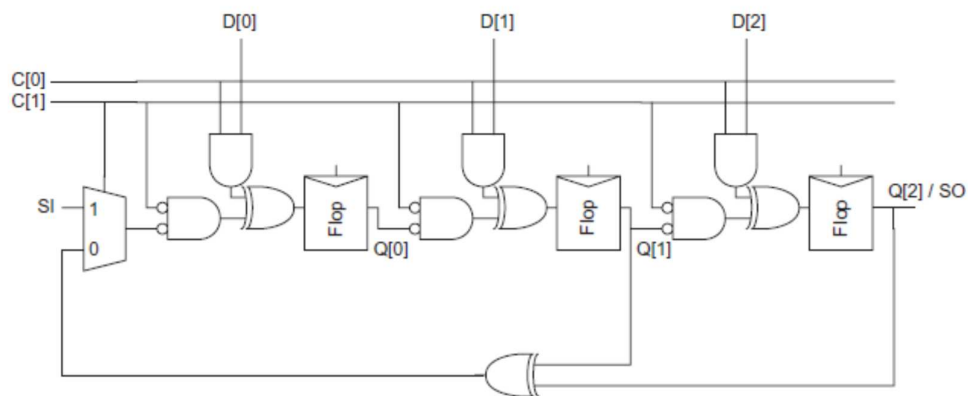 D[0] D[1] D[2]
C[0]
C[1]
SI 1 Flop Flop Flop Q[2] / SO
0 Q[0] Q[1]